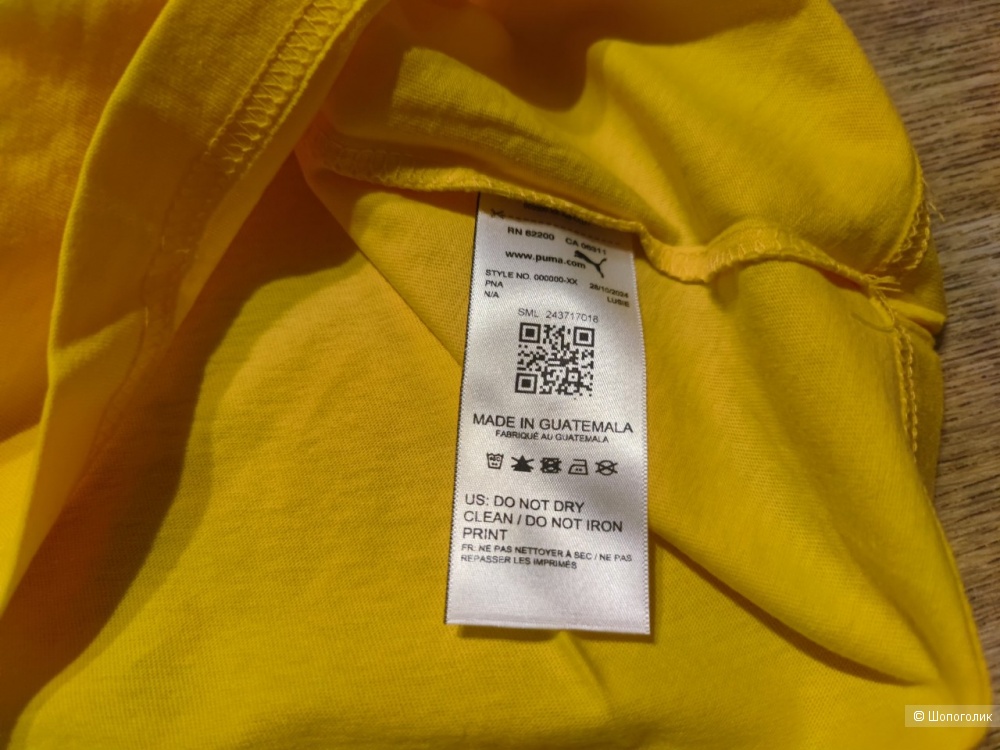 RN 62200 CA 06911
www.puma.com
STYLE NO. 000000-XX 28/10/2024
PNA LUSIE
N/A
SML 243717018
MADE IN GUATEMALA
FABRIQUÉ AU GUATEMALA
US: DO NOT DRY
CLEAN / DO NOT IRON
PRINT
FR: NE PAS NETTOYER À SEC / NE PAS
REPASSER LES IMPRIMÉS
© Шопоголик